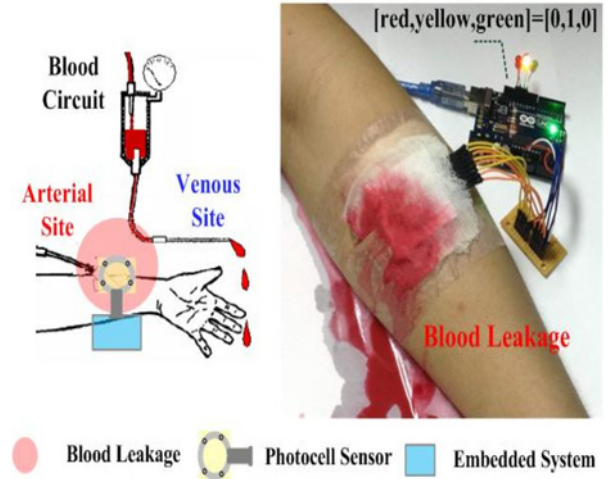 [red,yellow,green]=[0,1,0]
Blood
Circuit
Arterial
Site
Venous
Site
Blood Leakage
Blood Leakage
Photocell Sensor
Embedded System